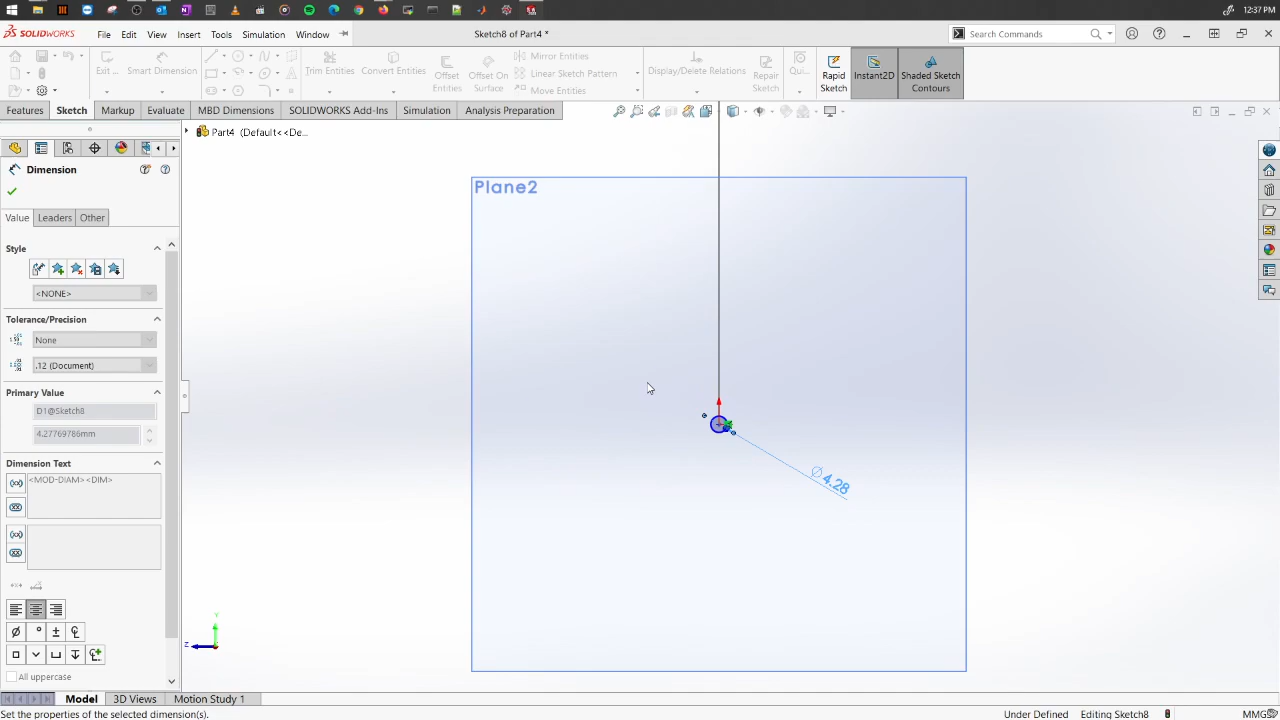 12:37 PM
SOLIDWORKS File Edit View Insert Tools Simulation Window Sketch8 of Part4 * Search Commands
Exit ... Smart Dimension Trim Entities Convert Entities Offset Entities Offset On Surface Mirror Entities Linear Sketch Pattern Move Entities Display/Delete Relations Repair Sketch Qui... Rapid Sketch Instant2D Shaded Sketch Contours
Features Sketch Markup Evaluate MBD Dimensions SOLIDWORKS Add-Ins Simulation Analysis Preparation
Part4 (Default<<De...
Dimension
Value Leaders Other
Plane2
Style
<NONE>
Tolerance/Precision
None
.12 (Document)
Primary Value
D1@Sketch8
4.27769786mm
Dimension Text
<MOD-DIAM><DIM>
∅4.28
Y
Z
All uppercase
Model 3D Views Motion Study 1
Set the properties of the selected dimension(s). Under Defined Editing Sketch8 MMGS